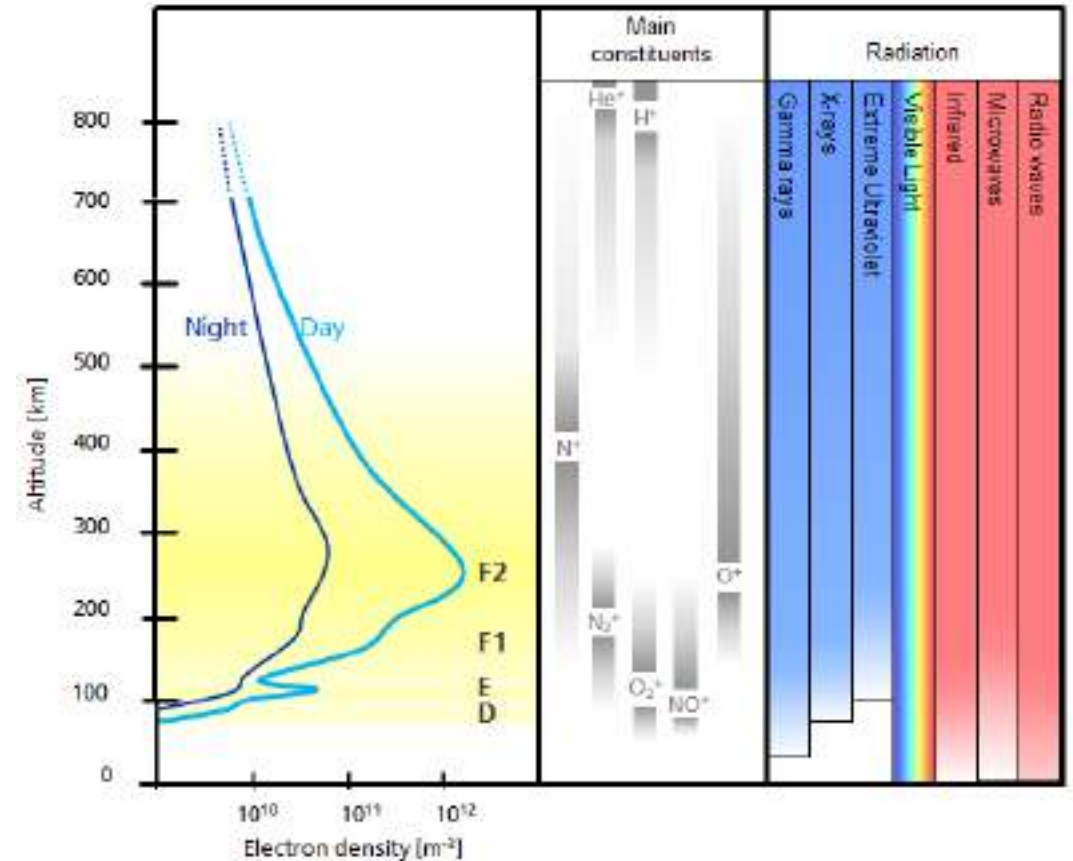 Main
constituents
Radiation
Altitude [km]
800
700
600
500
400
300
200
100
0
Night
Day
F2
F1
E
D
10¹⁰
10¹¹
10¹²
Electron density [m⁻³]
He⁺
H⁺
N⁺
N₂⁺
O₂⁺
NO⁺
O⁺
Gamma rays
X-rays
Extreme Ultraviolet
Visible Light
Infrared
Microwaves
Radio waves